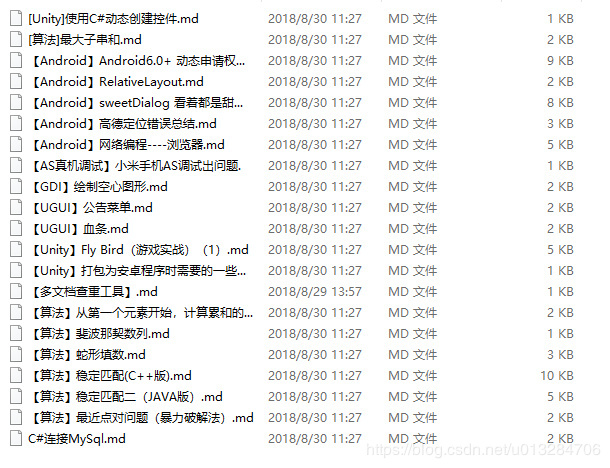 [Unity]使用C#动态创建控件.md 2018/8/30 11:27 MD 文件 1 KB
[算法]最大子串和.md 2018/8/30 11:27 MD 文件 2 KB
【Android】Android6.0+ 动态申请权... 2018/8/30 11:27 MD 文件 9 KB
【Android】RelativeLayout.md 2018/8/30 11:27 MD 文件 2 KB
【Android】sweetDialog 看着都是甜... 2018/8/30 11:27 MD 文件 8 KB
【Android】高德定位错误总结.md 2018/8/30 11:27 MD 文件 3 KB
【Android】网络编程----浏览器.md 2018/8/30 11:27 MD 文件 5 KB
【AS真机调试】小米手机AS调试出问题. 2018/8/30 11:27 MD 文件 1 KB
【GDI】绘制空心图形.md 2018/8/30 11:27 MD 文件 2 KB
【UGUI】公告菜单.md 2018/8/30 11:27 MD 文件 2 KB
【UGUI】血条.md 2018/8/30 11:27 MD 文件 2 KB
【Unity】Fly Bird（游戏实战）（1）.md 2018/8/30 11:27 MD 文件 5 KB
【Unity】打包为安卓程序时需要的一些... 2018/8/30 11:27 MD 文件 1 KB
【多文档查重工具】.md 2018/8/29 13:57 MD 文件 1 KB
【算法】从第一个元素开始，计算累和的... 2018/8/30 11:27 MD 文件 2 KB
【算法】斐波那契数列.md 2018/8/30 11:27 MD 文件 1 KB
【算法】蛇形填数.md 2018/8/30 11:27 MD 文件 3 KB
【算法】稳定匹配(C++版).md 2018/8/30 11:27 MD 文件 10 KB
【算法】稳定匹配二（JAVA版）.md 2018/8/30 11:27 MD 文件 5 KB
【算法】最近点对问题（暴力破解法）.md 2018/8/30 11:27 MD 文件 2 KB
C#连接MySql.md 2018/8/30 11:27 MD 文件 2 KB
https://blog.csdn.net/u013284706